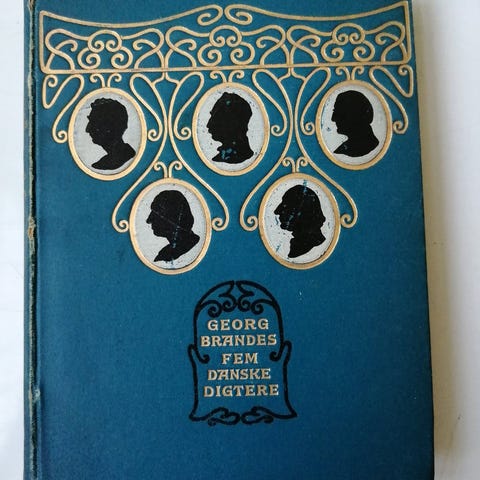 GEORG
BRANDES
FEM
DANSKE
DIGTERE